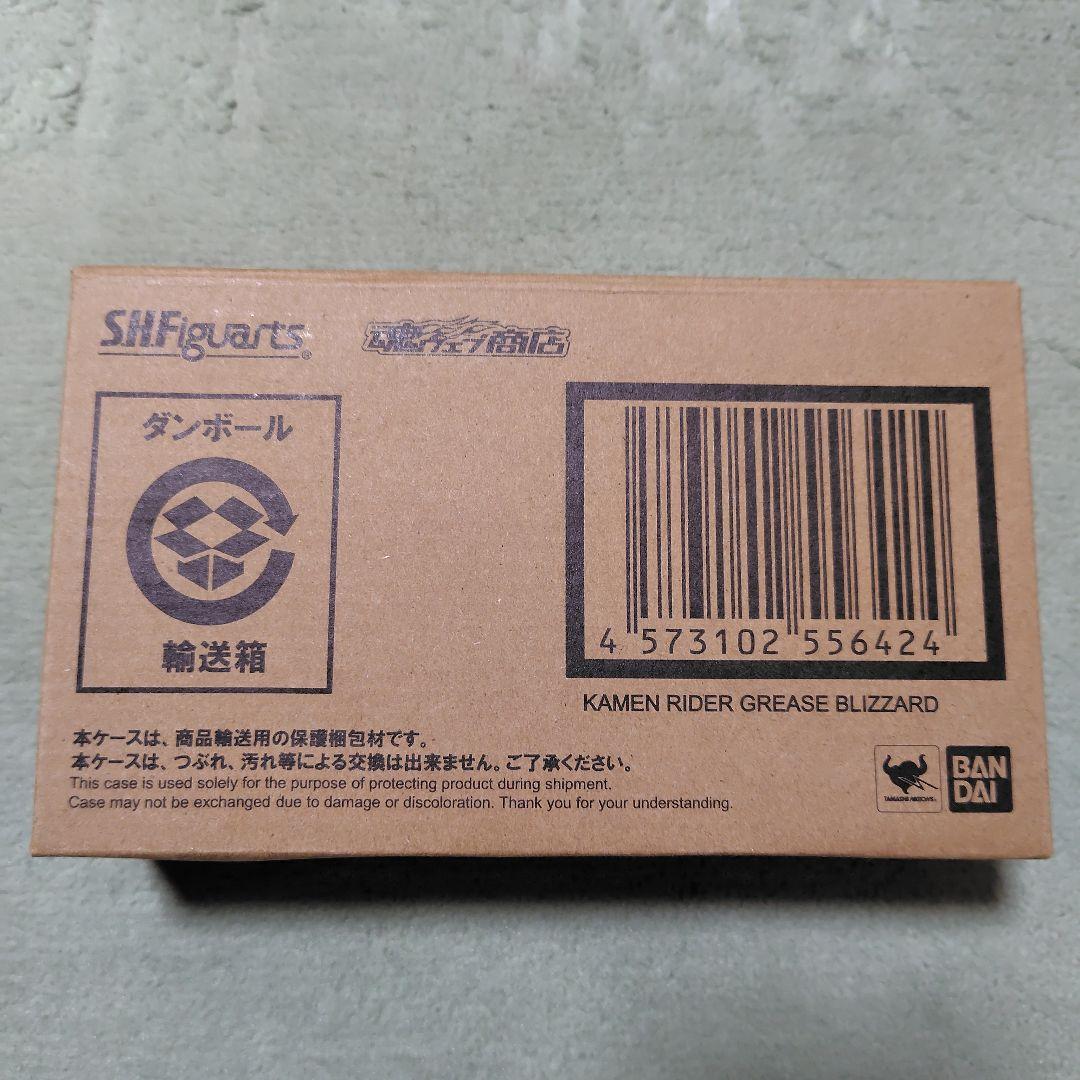 S.H.Figuarts®
魂ウェブ商店
ダンボール
輸送箱
4 573102 556424
KAMEN RIDER GREASE BLIZZARD
本ケースは、商品輸送用の保護梱包材です。
本ケースは、つぶれ、汚れ等による交換は出来ません。ご了承ください。
This case is used solely for the purpose of protecting product during shipment.
Case may not be exchanged due to damage or discoloration. Thank you for your understanding.
TAMASHII NATIONS
BAN
DAI